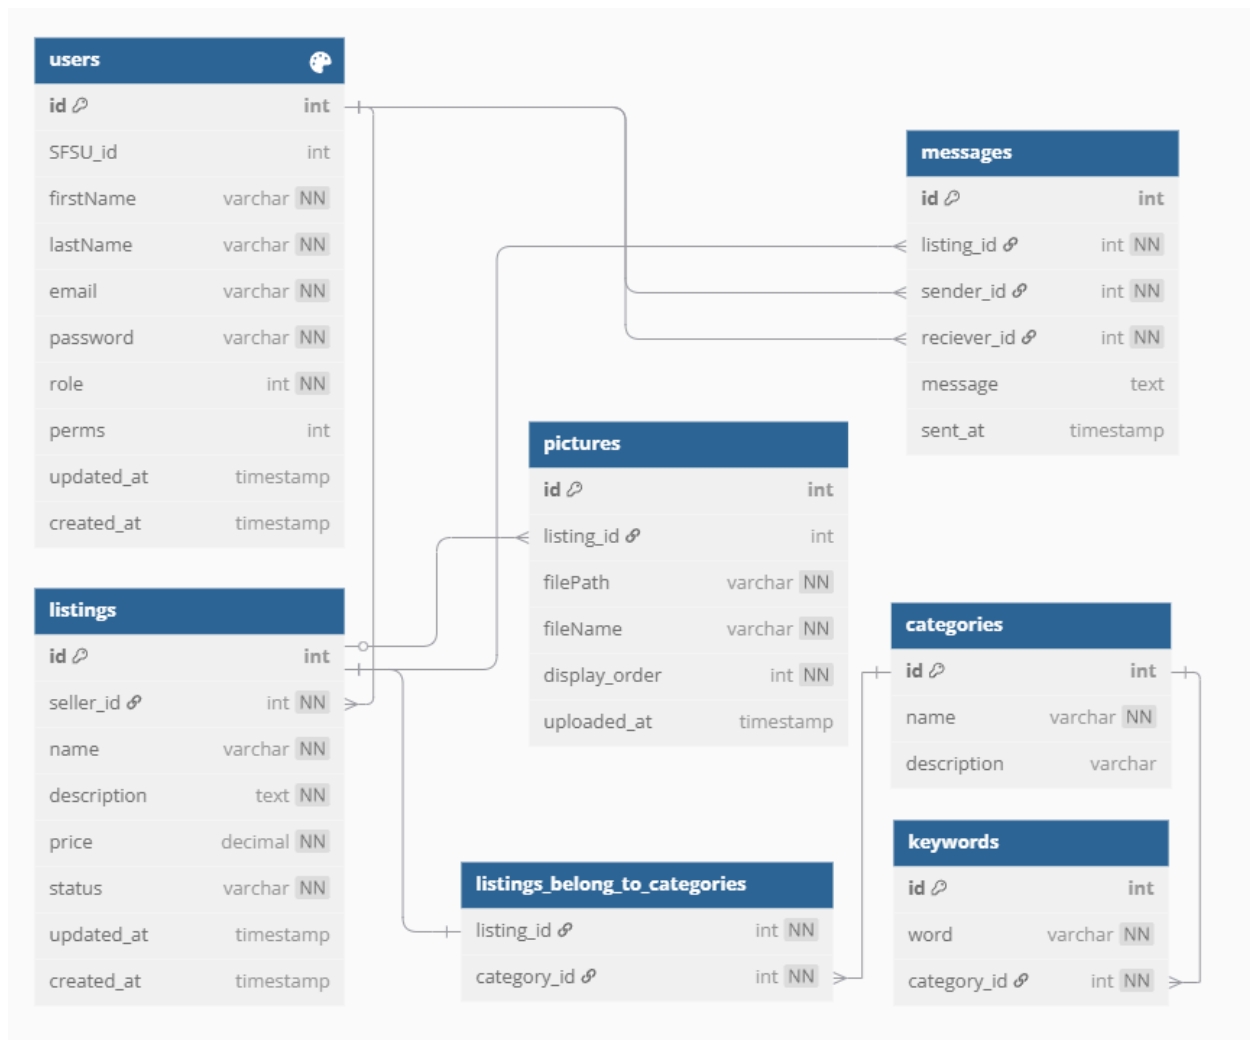 users
id int
SFSU_id int
firstName varchar NN
lastName varchar NN
email varchar NN
password varchar NN
role int NN
perms int
updated_at timestamp
created_at timestamp
messages
id int
listing_id int NN
sender_id int NN
reciever_id int NN
message text
sent_at timestamp
pictures
id int
listing_id int
filePath varchar NN
fileName varchar NN
display_order int NN
uploaded_at timestamp
listings
id int
seller_id int NN
name varchar NN
description text NN
price decimal NN
status varchar NN
updated_at timestamp
created_at timestamp
categories
id int
name varchar NN
description varchar
keywords
id int
word varchar NN
category_id int NN
listings_belong_to_categories
listing_id int NN
category_id int NN